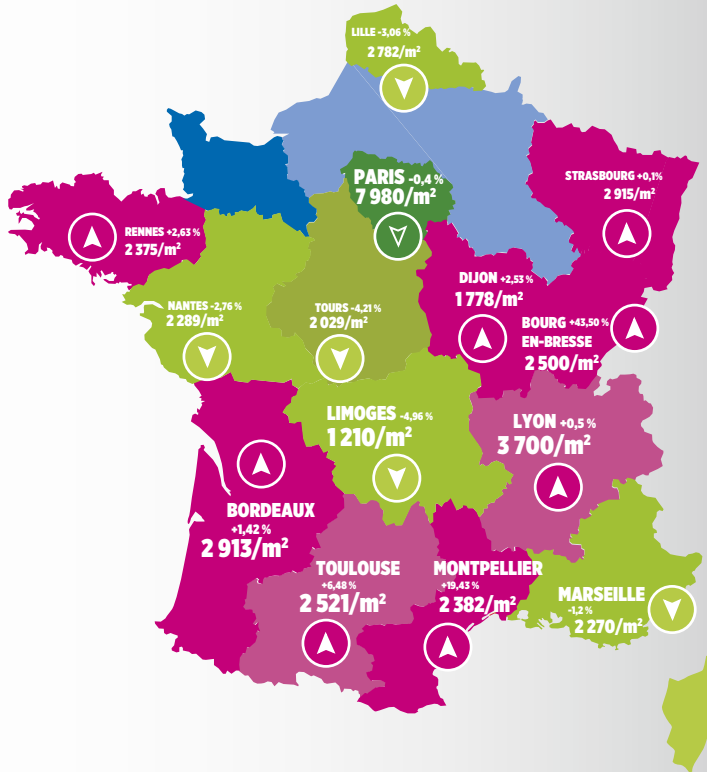 LILLE -3,06 %
2 782/m²
PARIS -0,4 %
7 980/m²
STRASBOURG +0,1%
2 915/m²
RENNES +2,63 %
2 375/m²
DIJON +2,53 %
1 778/m²
NANTES -2,76 %
2 289/m²
TOURS -4,21 %
2 029/m²
BOURG +43,50 %
EN-BRESSE
2 500/m²
LIMOGES -4,96 %
1 210/m²
LYON +0,5 %
3 700/m²
BORDEAUX
+1,42 %
2 913/m²
TOULOUSE
+6,48 %
2 521/m²
MONTPELLIER
+19,43 %
2 382/m²
MARSEILLE
-1,2 %
2 270/m²